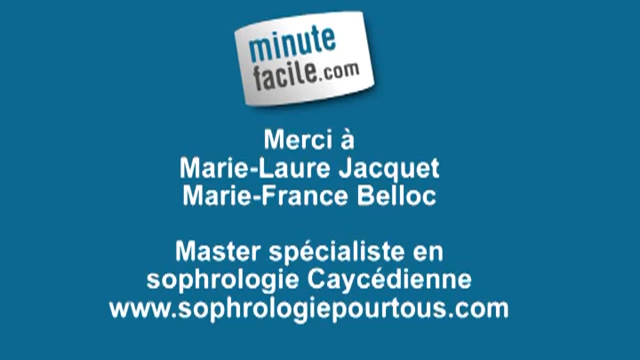 minute
facile.com
Merci à
Marie-Laure Jacquet
Marie-France Belloc
Master spécialiste en
sophrologie Caycédienne
www.sophrologiepourtous.com